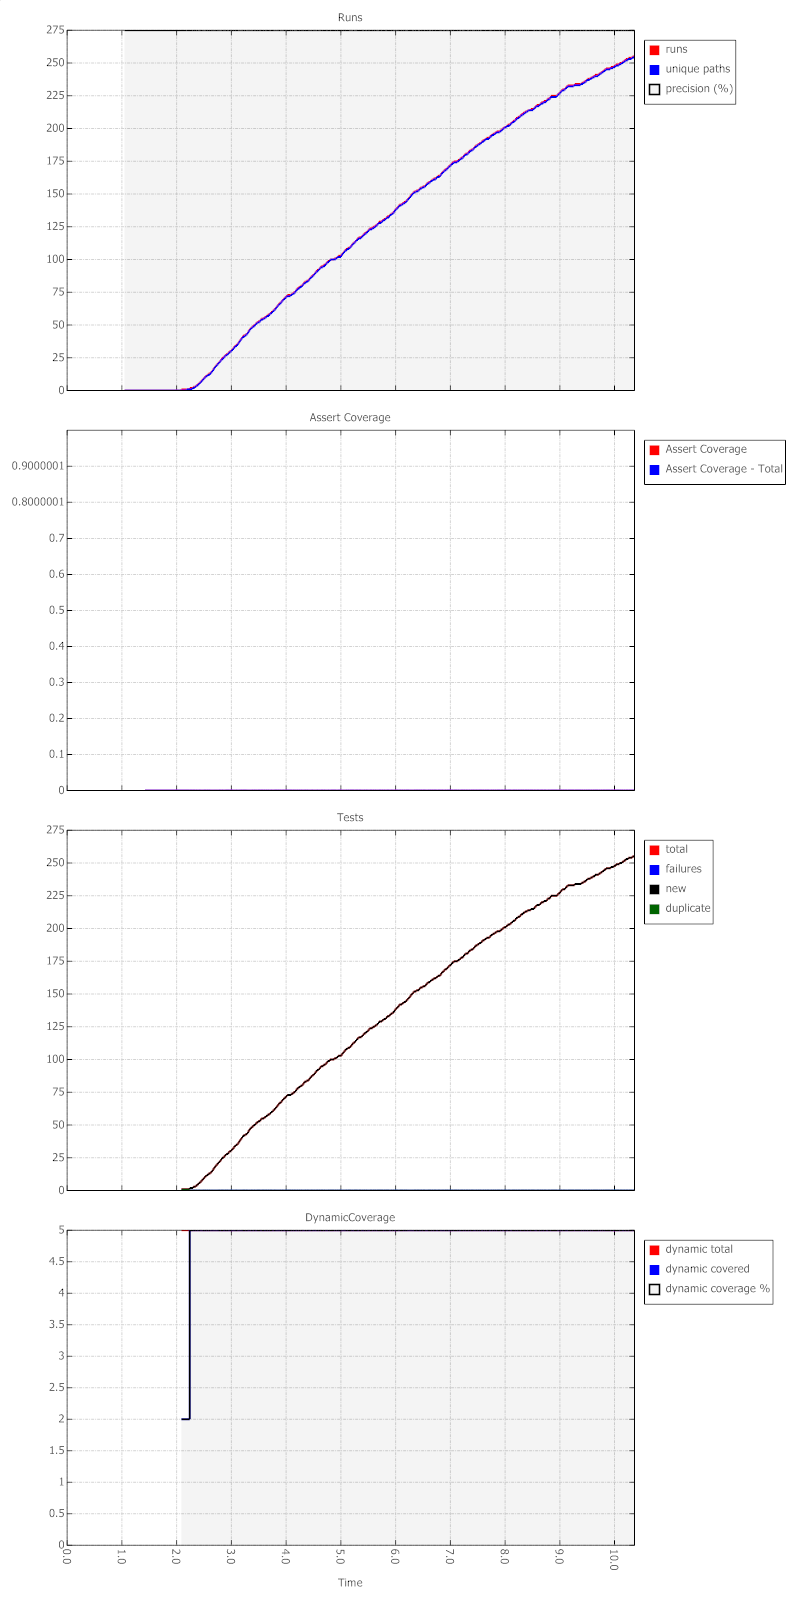 Runs
275
250
225
200
175
150
125
100
75
50
25
0
runs
unique paths
precision (%)
Assert Coverage
0.9000001
0.8000001
0.7
0.6
0.5
0.4
0.3
0.2
0.1
0
Assert Coverage
Assert Coverage - Total
Tests
275
250
225
200
175
150
125
100
75
50
25
0
total
failures
new
duplicate
DynamicCoverage
5
4.5
4
3.5
3
2.5
2
1.5
1
0.5
0
dynamic total
dynamic covered
dynamic coverage %
0.0 1.0 2.0 3.0 4.0 5.0 6.0 7.0 8.0 9.0 10.0
Time